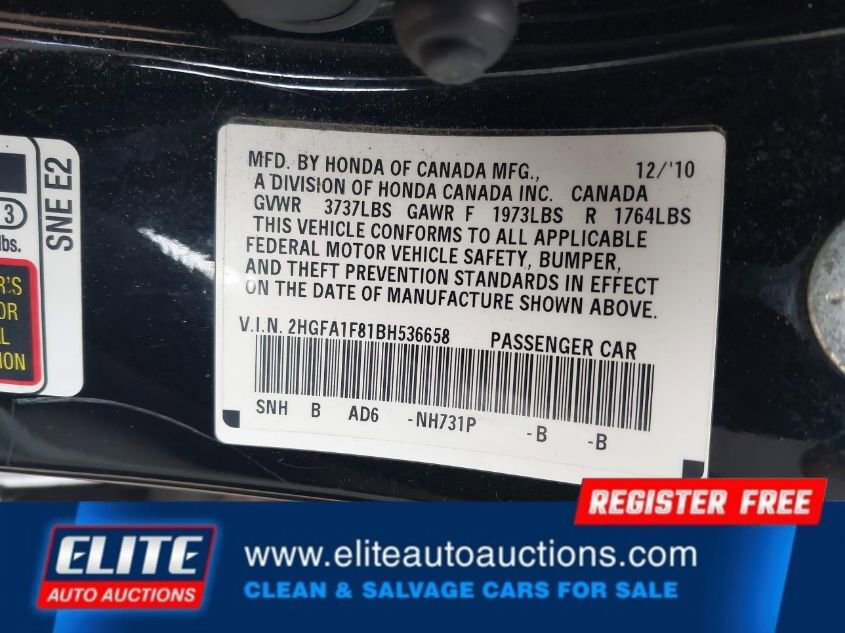 MFD. BY HONDA OF CANADA MFG., 12/'10
A DIVISION OF HONDA CANADA INC. CANADA
GVWR 3737LBS GAWR F 1973LBS R 1764LBS
THIS VEHICLE CONFORMS TO ALL APPLICABLE
FEDERAL MOTOR VEHICLE SAFETY, BUMPER,
AND THEFT PREVENTION STANDARDS IN EFFECT
ON THE DATE OF MANUFACTURE SHOWN ABOVE.
V.I.N. 2HGFA1F81BH536658 PASSENGER CAR
SNH B AD6 -NH731P -B -B
SNE E2
3
lbs.
REGISTER FREE
ELITE
AUTO AUCTIONS
www.eliteautoauctions.com
CLEAN & SALVAGE CARS FOR SALE